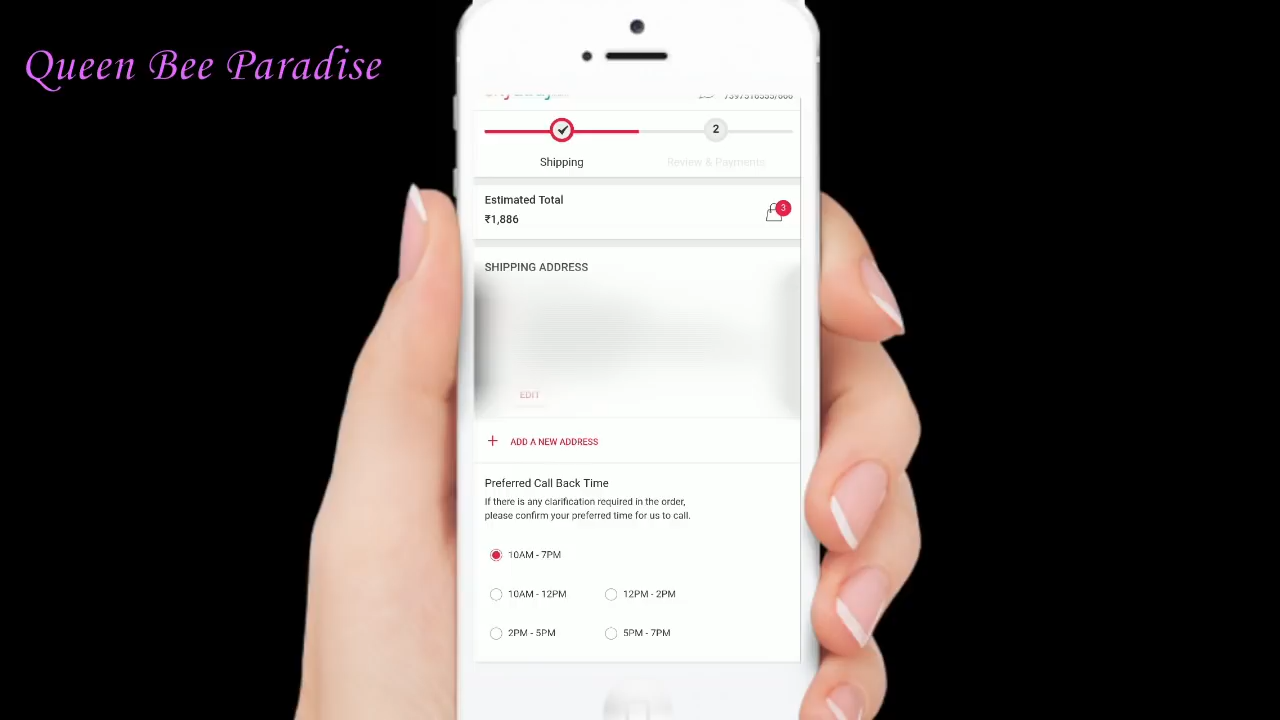 Queen Bee Paradise
2
Shipping
Review & Payments
Estimated Total
₹1,886
3
SHIPPING ADDRESS
EDIT
+ ADD A NEW ADDRESS
Preferred Call Back Time
If there is any clarification required in the order,
please confirm your preferred time for us to call.
10AM - 7PM
10AM - 12PM
12PM - 2PM
2PM - 5PM
5PM - 7PM